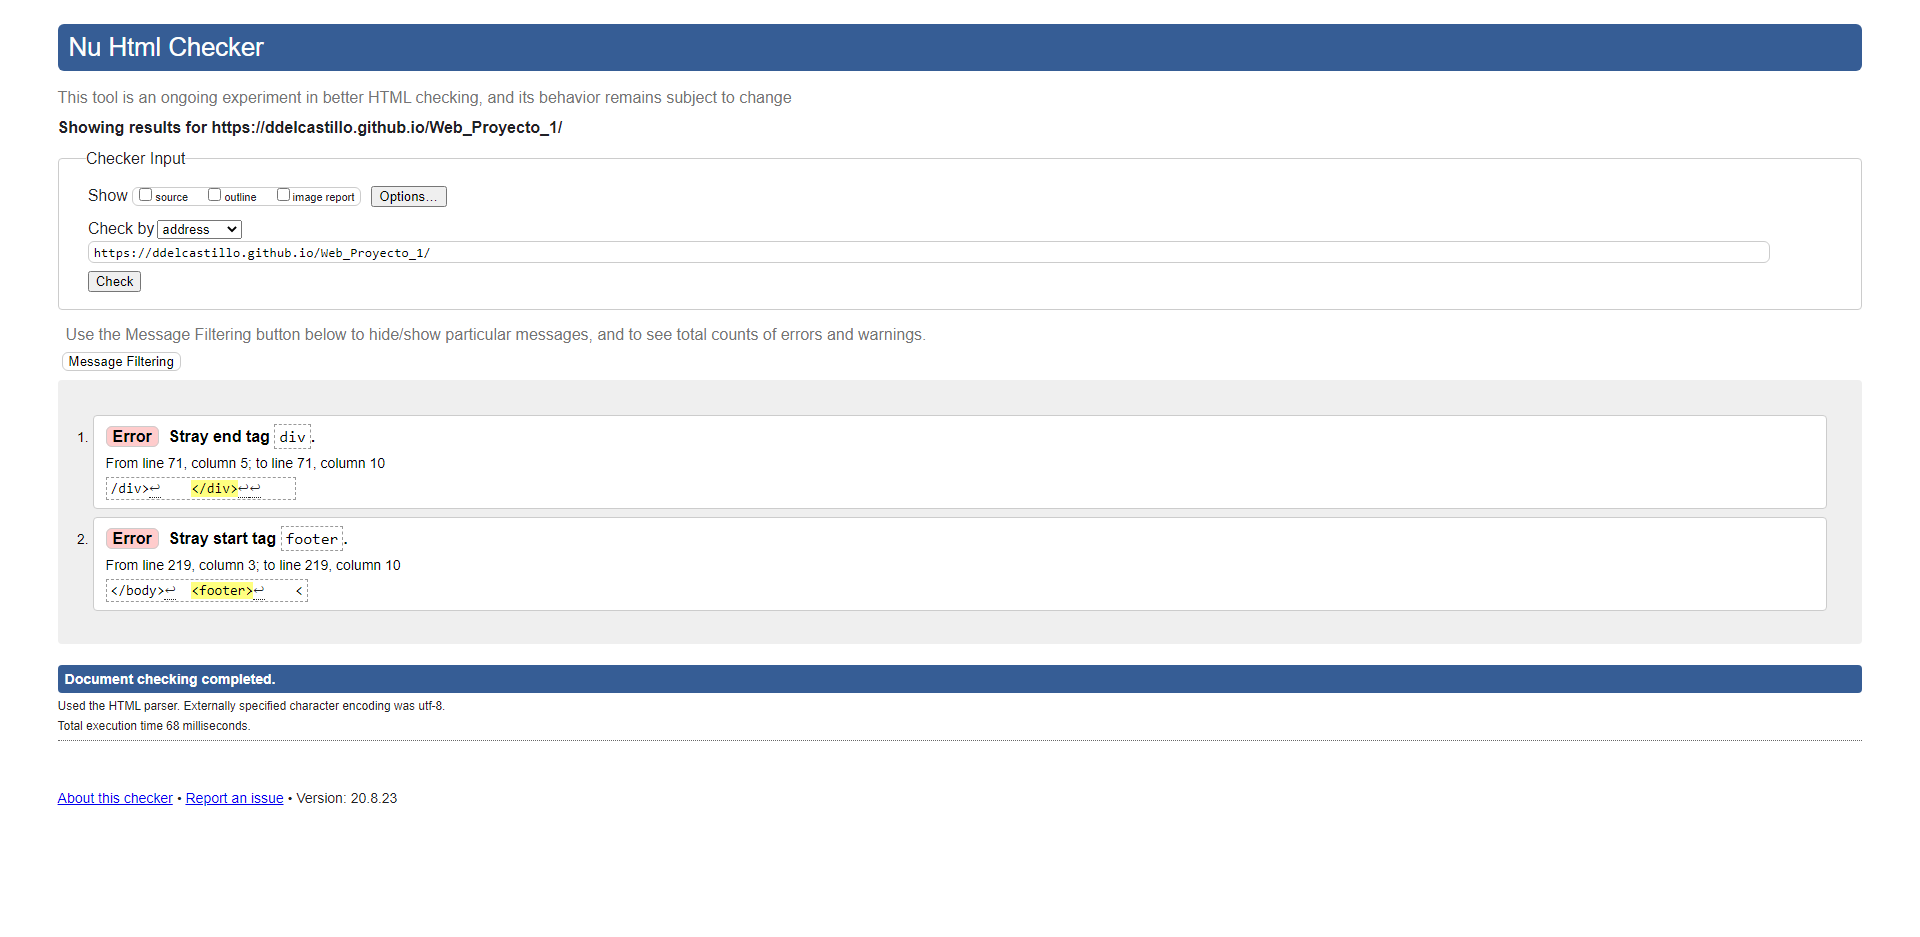 Nu Html Checker
This tool is an ongoing experiment in better HTML checking, and its behavior remains subject to change
Showing results for https://ddelcastillo.github.io/Web_Proyecto_1/
Checker Input
Show source outline image report Options...
Check by address
https://ddelcastillo.github.io/Web_Proyecto_1/
Check
Use the Message Filtering button below to hide/show particular messages, and to see total counts of errors and warnings.
Message Filtering
1. Error Stray end tag div.
From line 71, column 5; to line 71, column 10
/div>↩ </div>↩↩
2. Error Stray start tag footer.
From line 219, column 3; to line 219, column 10
</body>↩ <footer>↩ <
Document checking completed.
Used the HTML parser. Externally specified character encoding was utf-8.
Total execution time 68 milliseconds.
About this checker • Report an issue • Version: 20.8.23